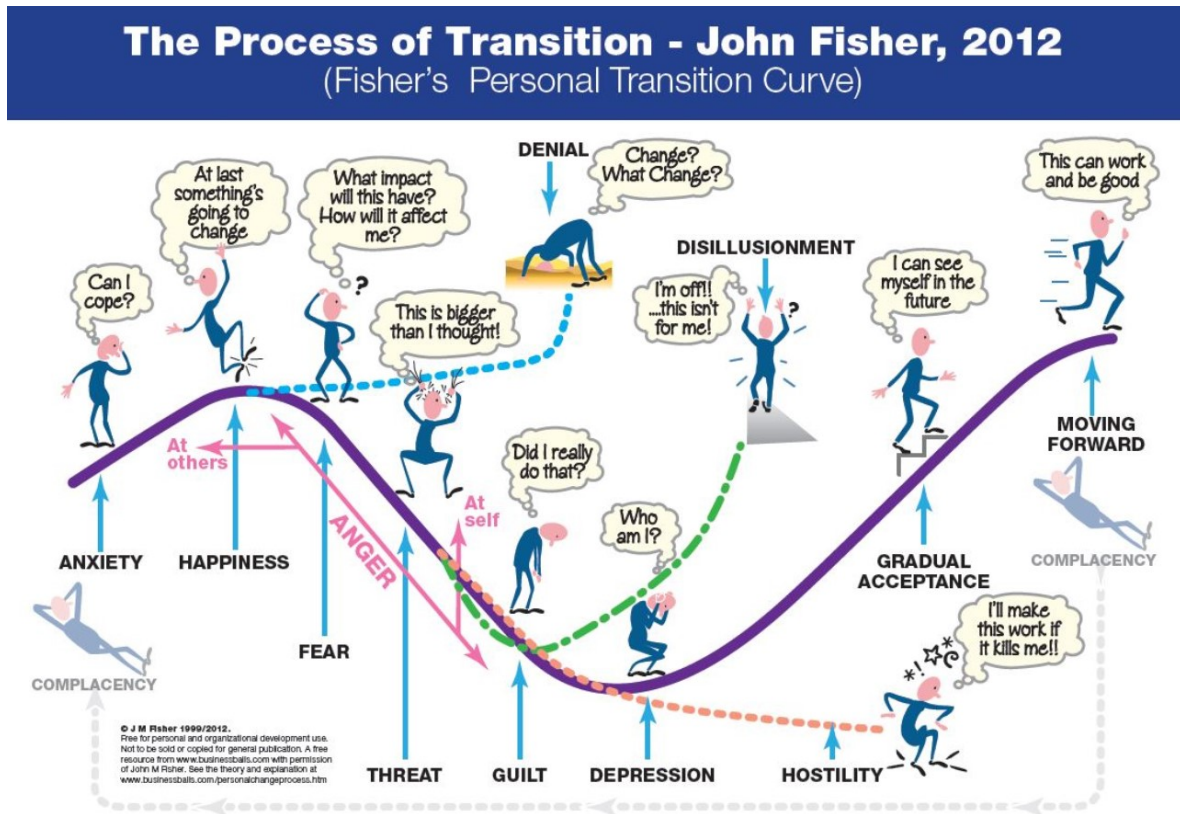 The Process of Transition - John Fisher, 2012
(Fisher's Personal Transition Curve)
Can I
cope?
At last
something's
going to
change
What impact
will this have?
How will it affect
me?
?
This is bigger
than I thought!
DENIAL
Change?
What Change?
DISILLUSIONMENT
I'm off!!
....this isn't
for me!
?
I can see
myself in the
future
This can work
and be good
At
others
ANGER
At
self
Did I really
do that?
Who
am I?
MOVING
FORWARD
ANXIETY
HAPPINESS
FEAR
GRADUAL
ACCEPTANCE
COMPLACENCY
I'll make
this work if
it kills me!!
COMPLACENCY
© J M Fisher 1999/2012.
Free for personal and organizational development use.
Not to be sold or copied for general publication. A free
resource from www.businessballs.com with permission
of John M Fisher. See the theory and explanation at
www.businessballs.com/personalchangeprocess.htm
THREAT
GUILT
DEPRESSION
HOSTILITY